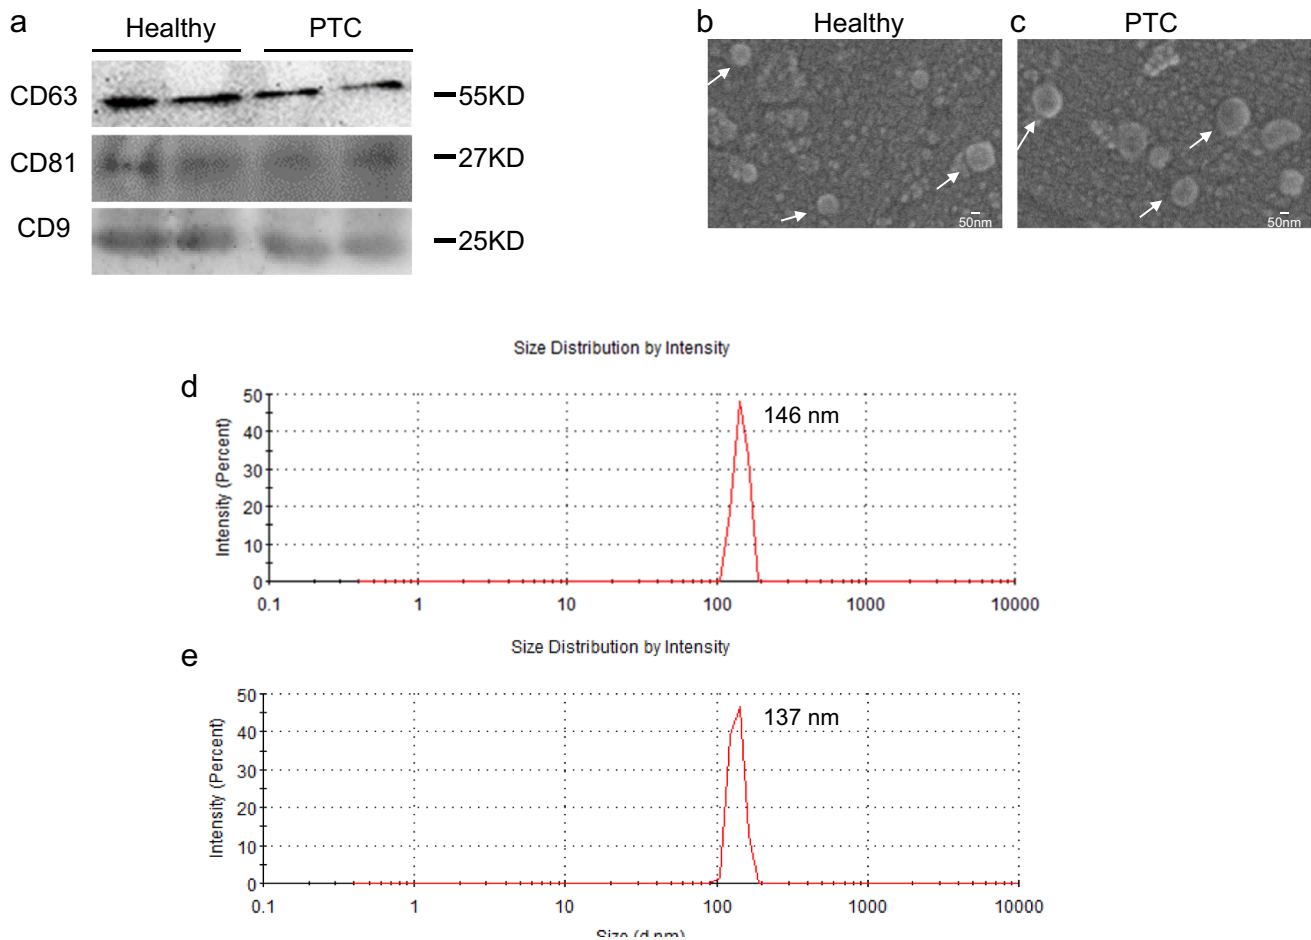 a
Healthy PTC
CD63
55KD
CD81
27KD
CD9
25KD
b
Healthy
50nm
c
PTC
50nm
d
Size Distribution by Intensity
Intensity (Percent)
50
40
30
20
10
0
146 nm
0.1 1 10 100 1000 10000
e
Size Distribution by Intensity
Intensity (Percent)
50
40
30
20
10
0
137 nm
0.1 1 10 100 1000 10000
Size (d.nm)